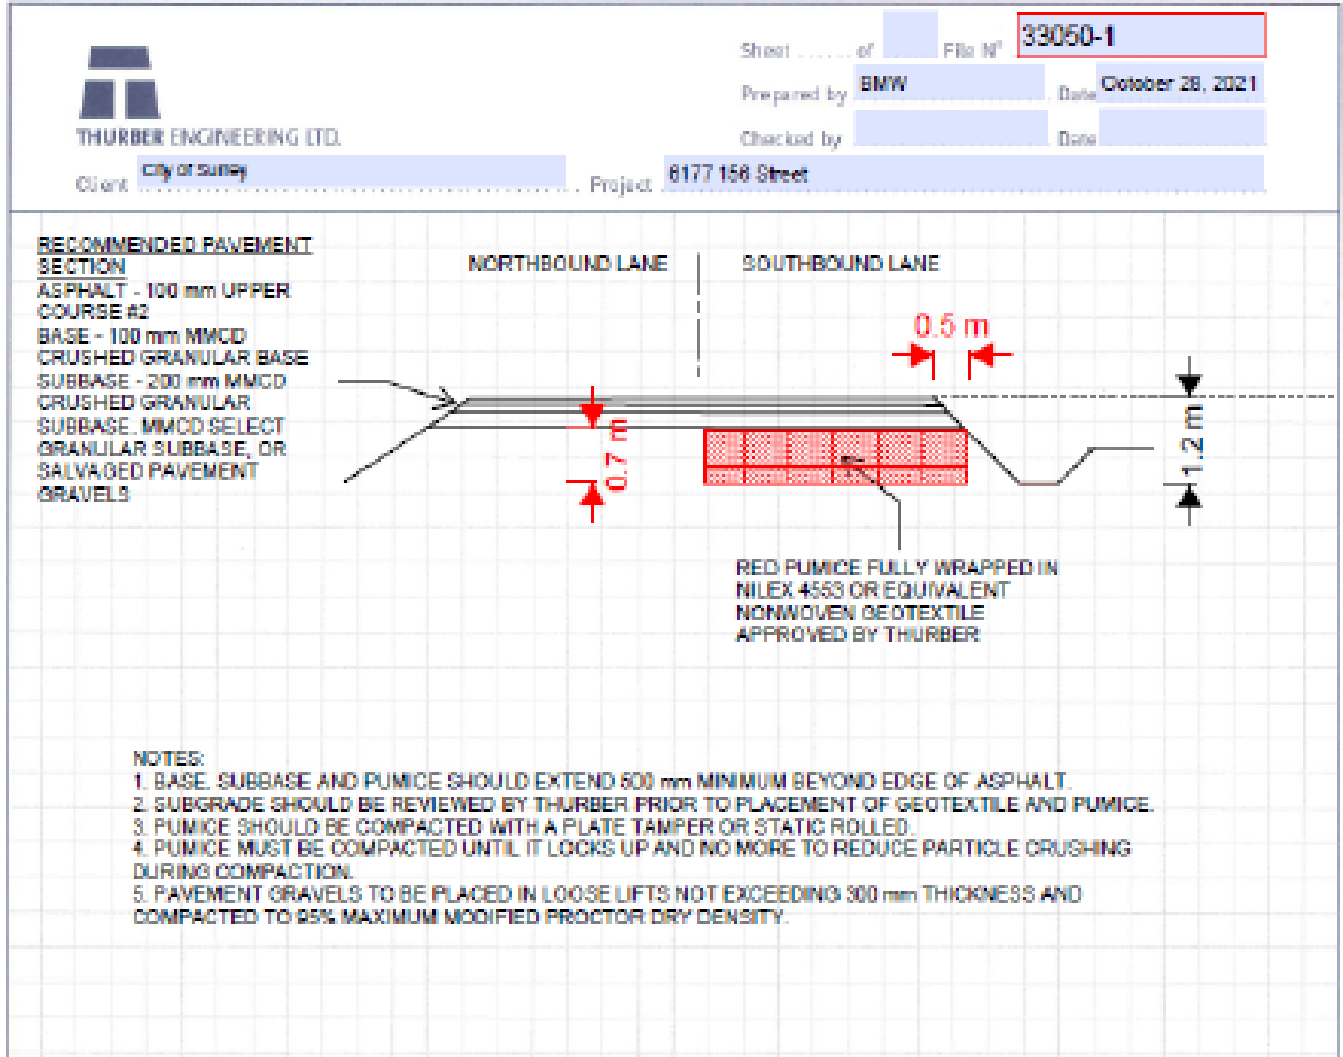 Sheet ...... of File Nº 33050-1
Prepared by BMW Date October 28, 2021
THURBER ENGINEERING LTD.
Checked by Date
Client City of Surrey Project 6177 156 Street
RECOMMENDED PAVEMENT
SECTION
ASPHALT - 100 mm UPPER
COURSE #2
BASE - 100 mm MMCD
CRUSHED GRANULAR BASE
SUBBASE - 200 mm MMCD
CRUSHED GRANULAR
SUBBASE, MMCD SELECT
GRANULAR SUBBASE, OR
SALVAGED PAVEMENT
GRAVELS
NORTHBOUND LANE
SOUTHBOUND LANE
0.5 m
0.7 m
1.2 m
RED PUMICE FULLY WRAPPED IN
NILEX 4553 OR EQUIVALENT
NONWOVEN GEOTEXTILE
APPROVED BY THURBER
NOTES:
1. BASE, SUBBASE AND PUMICE SHOULD EXTEND 500 mm MINIMUM BEYOND EDGE OF ASPHALT.
2. SUBGRADE SHOULD BE REVIEWED BY THURBER PRIOR TO PLACEMENT OF GEOTEXTILE AND PUMICE.
3. PUMICE SHOULD BE COMPACTED WITH A PLATE TAMPER OR STATIC ROLLED.
4. PUMICE MUST BE COMPACTED UNTIL IT LOCKS UP AND NO MORE TO REDUCE PARTICLE CRUSHING
DURING COMPACTION.
5. PAVEMENT GRAVELS TO BE PLACED IN LOOSE LIFTS NOT EXCEEDING 300 mm THICKNESS AND
COMPACTED TO 95% MAXIMUM MODIFIED PROCTOR DRY DENSITY.